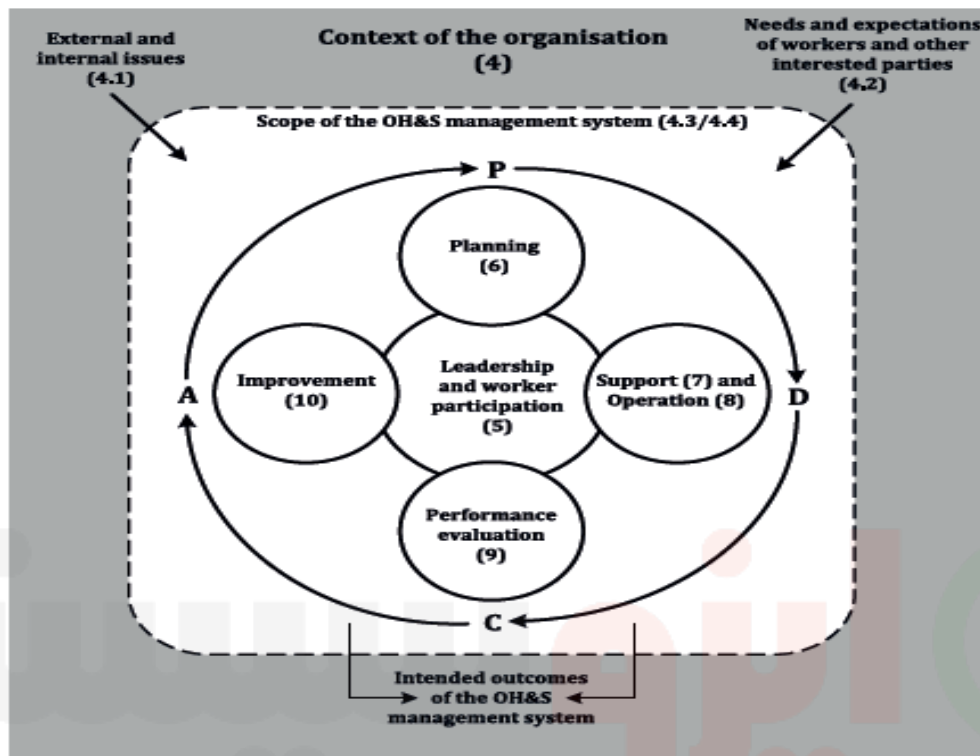 External and
internal issues
(4.1)
Context of the organisation
(4)
Needs and expectations
of workers and other
interested parties
(4.2)
Scope of the OH&S management system (4.3/4.4)
P
Planning
(6)
A
Improvement
(10)
Leadership
and worker
participation
(5)
Support (7) and
Operation (8)
D
Performance
evaluation
(9)
C
Intended outcomes
of the OH&S
management system